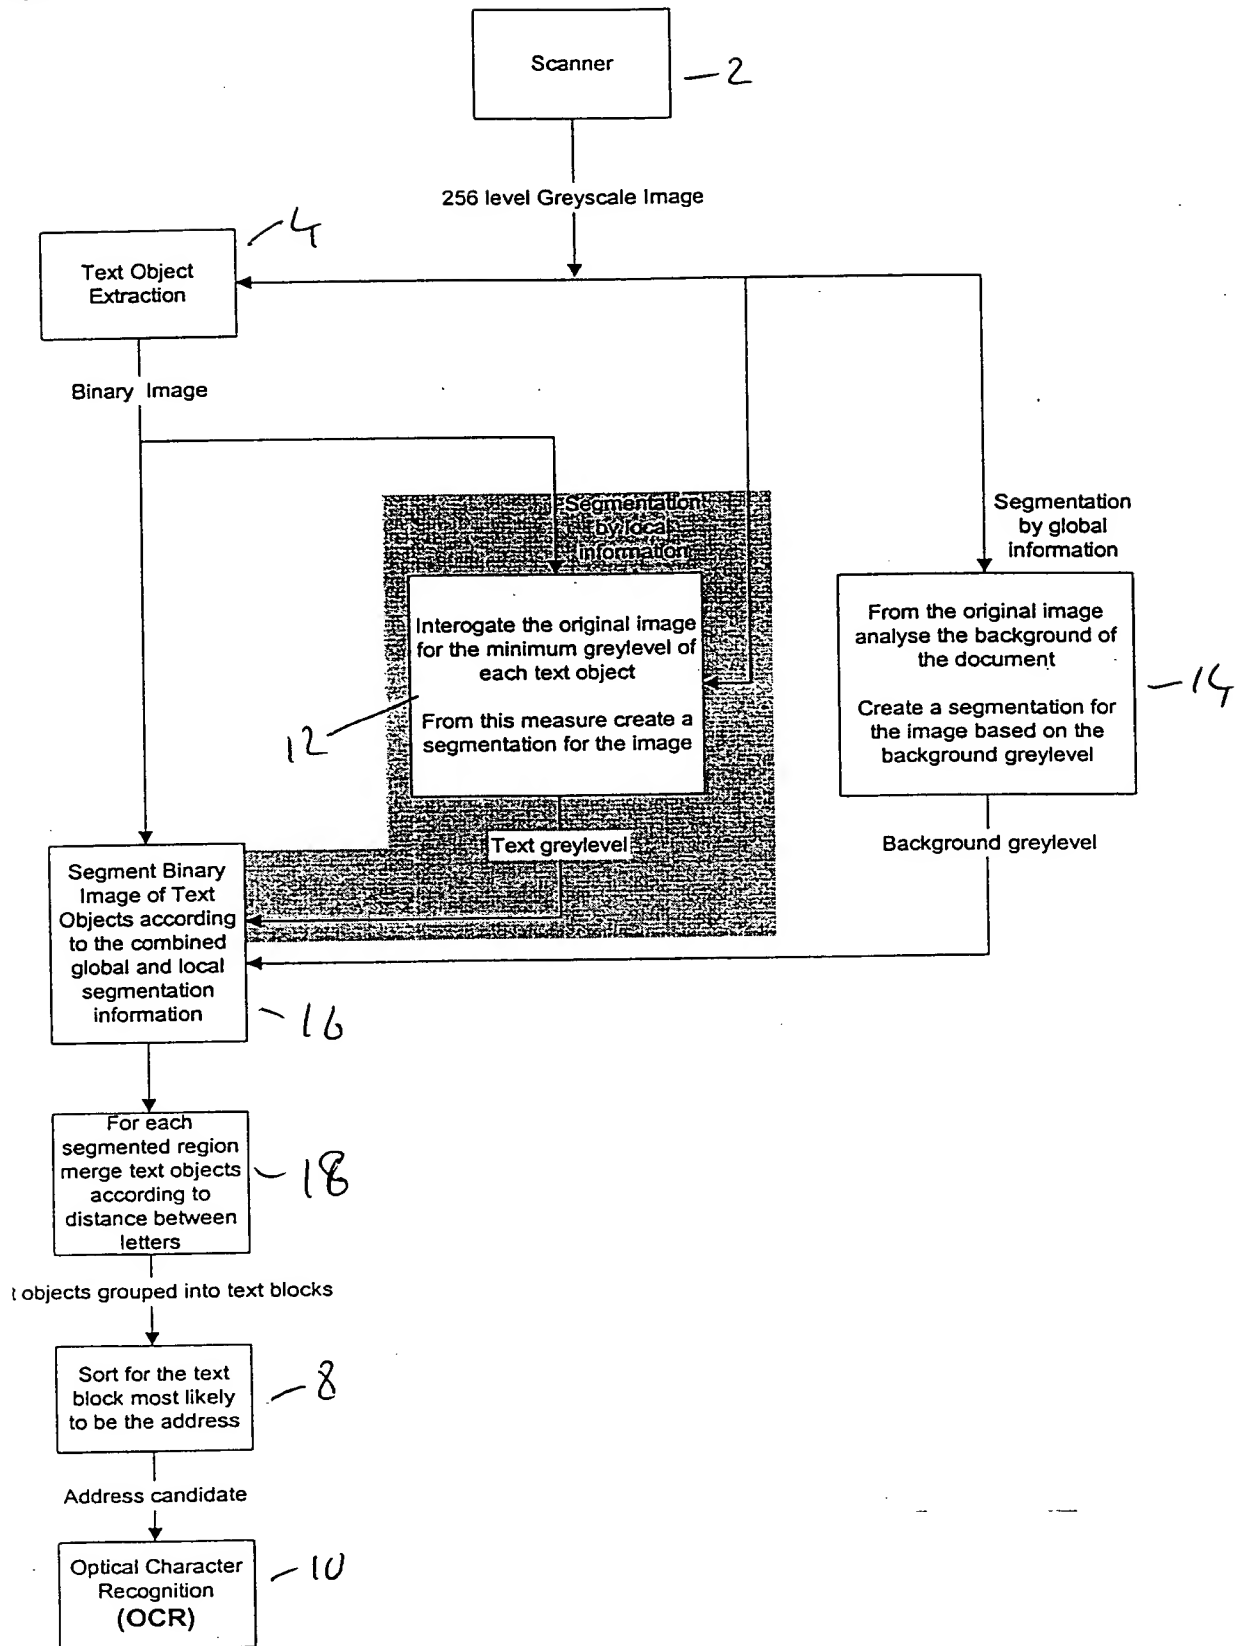 Scanner
2
256 level Greyscale Image
4
Text Object
Extraction
Binary Image
Segmentation
by local
information
Segmentation
by global
information
Interogate the original image
for the minimum greylevel of
each text object
From this measure create a
segmentation for the image
12
From the original image
analyse the background of
the document
Create a segmentation for
the image based on the
background greylevel
14
Text greylevel
Background greylevel
Segment Binary
Image of Text
Objects according
to the combined
global and local
segmentation
information
16
For each
segmented region
merge text objects
according to
distance between
letters
18
t objects grouped into text blocks
Sort for the text
block most likely
to be the address
8
Address candidate
Optical Character
Recognition
(OCR)
10